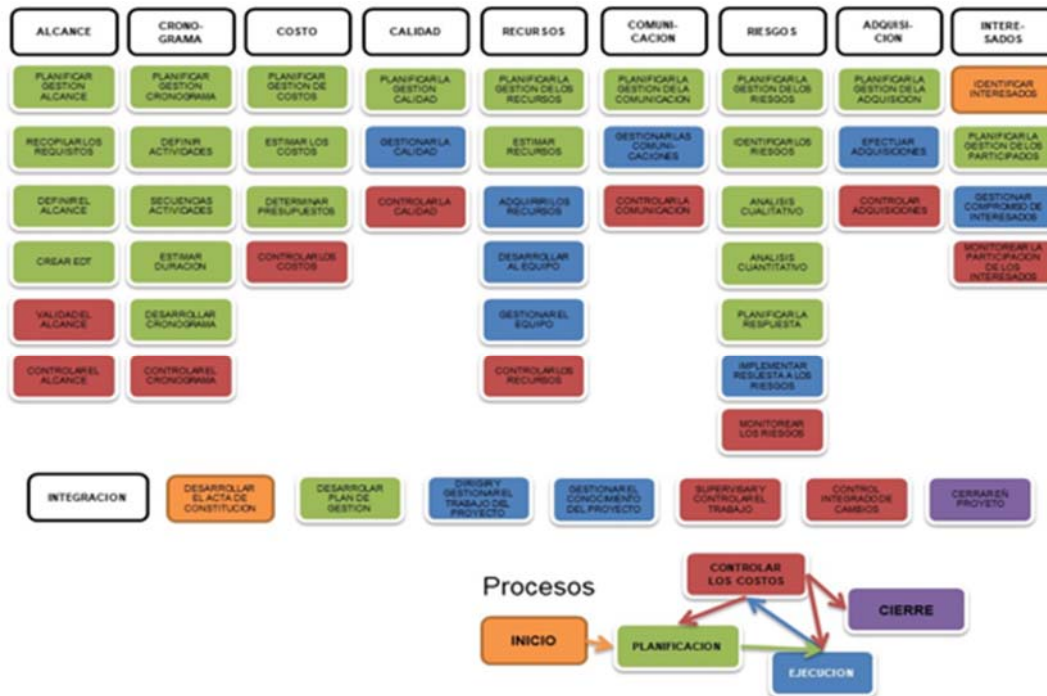 ALCANCE
CRONO-
GRAMA
COSTO
CALIDAD
RECURSOS
COMUNI-
CACION
RIESGOS
ADQUISI-
CION
INTERE-
SADOS
PLANIFICAR
GESTION
ALCANCE
PLANIFICAR
GESTION
CRONOGRAMA
PLANIFICAR
GESTION DE
COSTOS
PLANIFICAR LA
GESTION
CALIDAD
PLANIFICAR LA
GESTION DE LOS
RECURSOS
PLANIFICAR LA
GESTION DE LA
COMUNICACION
PLANIFICAR LA
GESTION DE LOS
RIESGOS
PLANIFICAR LA
GESTION DE LA
ADQUISICION
IDENTIFICAR
INTERESADOS
RECOPILAR LOS
REQUISITOS
DEFINIR
ACTIVIDADES
ESTIMAR LOS
COSTOS
GESTIONAR LA
CALIDAD
ESTIMAR
RECURSOS
GESTIONAR LAS
COMUNI-
CACIONES
IDENTIFICAR LOS
RIESGOS
EFECTUAR
ADQUISICIONES
PLANIFICAR LA
GESTION DE LOS
PARTICIPADOS
DEFINIR EL
ALCANCE
SECUENCIAS
ACTIVIDADES
DETERMINAR
PRESUPUESTOS
CONTROLAR LA
CALIDAD
ADQUIRIRI LOS
RECURSOS
CONTROLAR LA
COMUNICACION
ANALISIS
CUALITATIVO
CONTROLAR
ADQUISICIONES
GESTIONAR
COMPROMISO DE
INTERESADOS
CREAR EDT
ESTIMAR
DURACION
CONTROLAR LOS
COSTOS
DESARROLLAR
AL EQUIPO
ANALISIS
CUANTITATIVO
MONITOREAR LA
PARTICIPACION
DE LOS
INTERESADOS
VALIDAD EL
ALCANCE
DESARROLLAR
CRONOGRAMA
GESTIONAR EL
EQUIPO
PLANIFICAR LA
RESPUESTA
CONTROLAR EL
ALCANCE
CONTROLAR EL
CRONOGRAMA
CONTROLAR LOS
RECURSOS
IMPLEMENTAR
RESUESTA A LOS
RIESGOS
MONITOREAR
LOS RIESGOS
INTEGRACION
DESARROLLAR
EL ACTA DE
CONSTITUCION
DESARROLLAR
PLAN DE
GESTION
DIRIGIR Y
GESTIONAR EL
TRABAJO DEL
PROYECTO
GESTIONAR EL
CONOCIMIENTO
DEL PROYECTO
SUPERVISAR Y
CONTROLAR EL
TRABAJO
CONTROL
INTEGRADO DE
CAMBIOS
CERRAR EÑ
PROYETO
Procesos
CONTROLAR
LOS COSTOS
CIERRE
INICIO
PLANIFICACION
EJECUCION